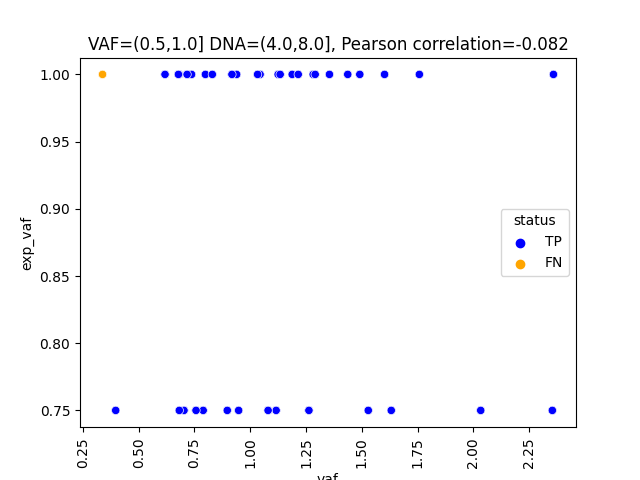 VAF=(0.5,1.0] DNA=(4.0,8.0], Pearson correlation=-0.082
1.00
0.95
0.90
0.85
0.80
0.75
exp_vaf
status
TP
FN
0.25
0.50
0.75
1.00
1.25
1.50
1.75
2.00
2.25
vaf